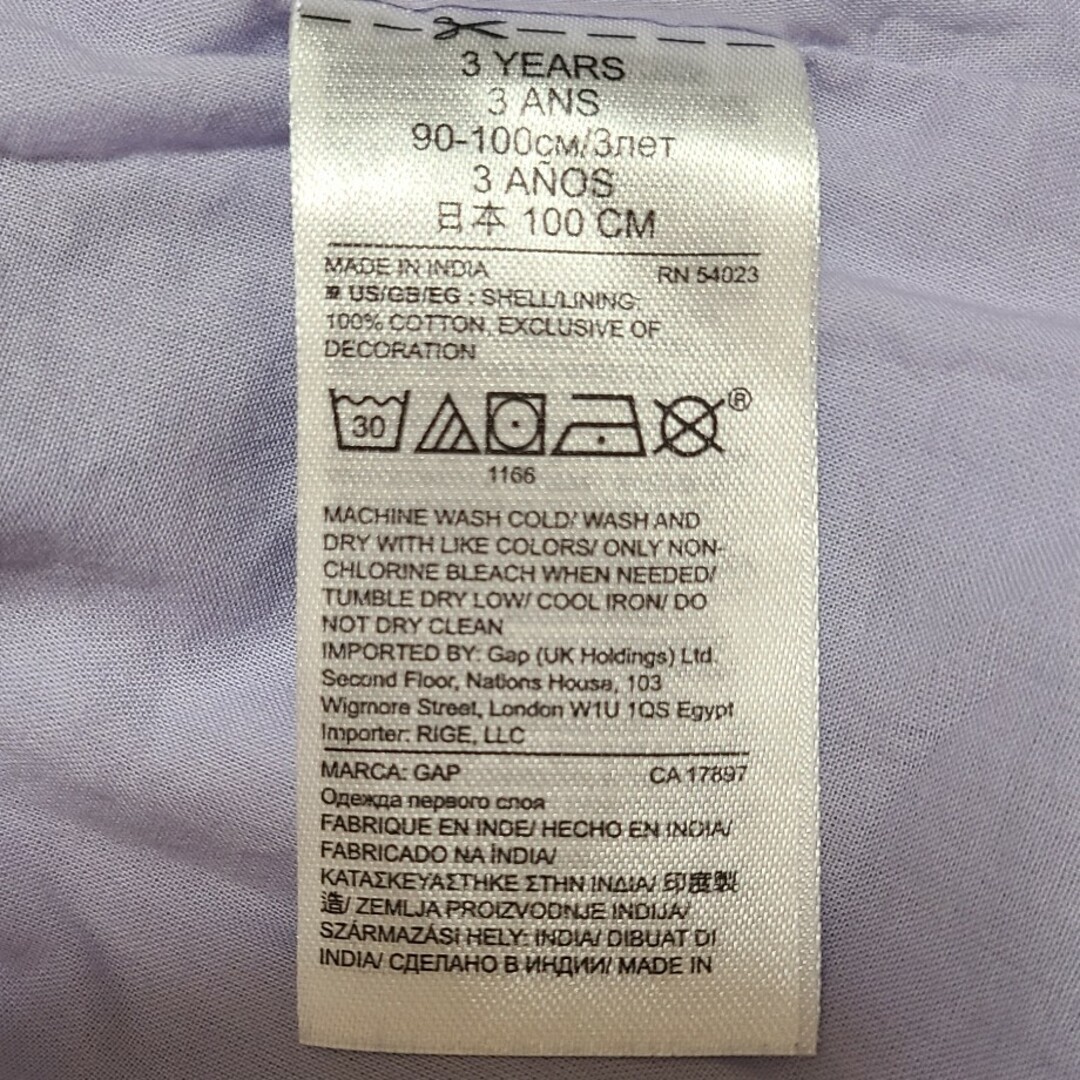 3 YEARS
3 ANS
90-100см/3лет
3 AÑOS
日本 100 CM
MADE IN INDIA RN 54023
US/GB/EG : SHELL/LINING:
100% COTTON, EXCLUSIVE OF
DECORATION
30 ®
1166
MACHINE WASH COLD/ WASH AND
DRY WITH LIKE COLORS/ ONLY NON-
CHLORINE BLEACH WHEN NEEDED/
TUMBLE DRY LOW/ COOL IRON/ DO
NOT DRY CLEAN
IMPORTED BY: Gap (UK Holdings) Ltd.
Second Floor, Nations House, 103
Wigmore Street, London W1U 1QS Egypt
Importer: RIGE, LLC
MARCA: GAP CA 17897
Одежда первого слоя
FABRIQUE EN INDE/ HECHO EN INDIA/
FABRICADO NA ÍNDIA/
ΚΑΤΑΣΚΕΥΑΣΤΗΚΕ ΣΤΗΝ ΙΝΔΙΑ/ 印度製
造/ ZEMLJA PROIZVODNJE INDIJA/
SZÁRMAZÁSI HELY: INDIA/ DIBUAT DI
INDIA/ СДЕЛАНО В ИНДИИ/ MADE IN